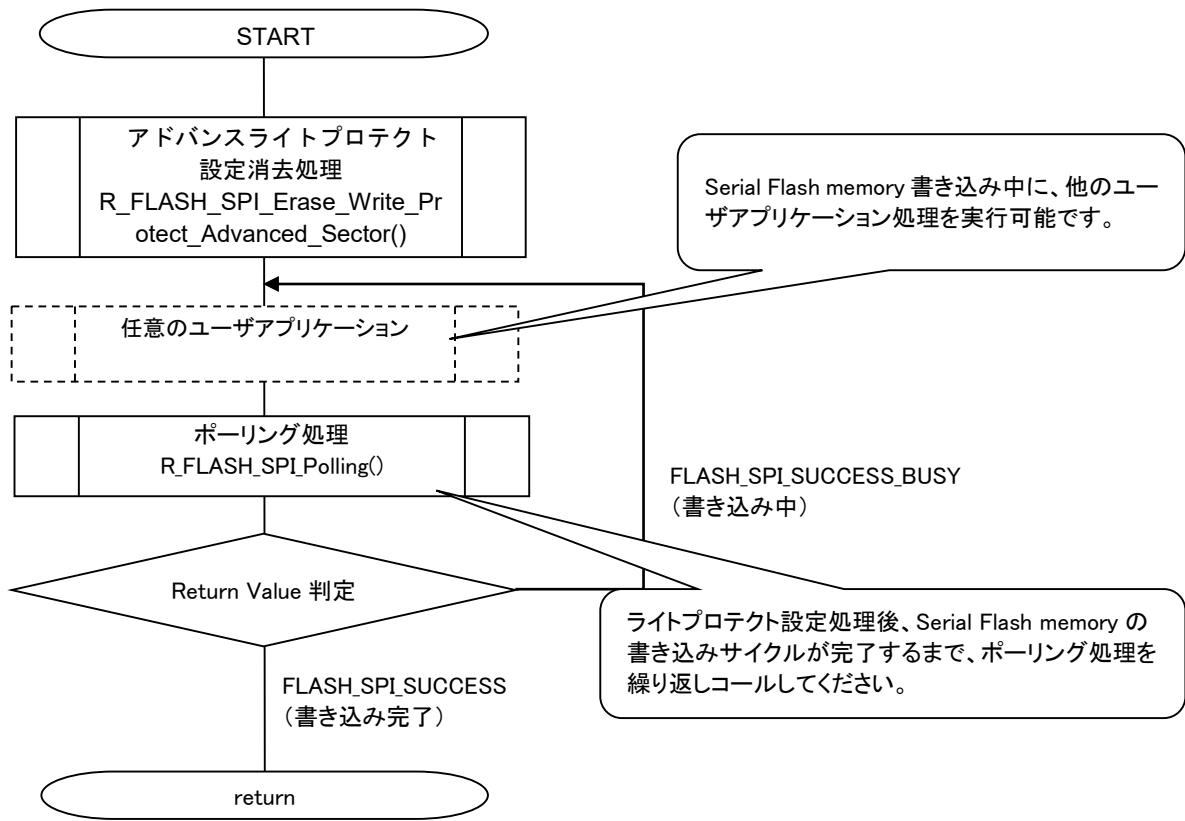 START
アドバンスライトプロテクト
設定消去処理
R_FLASH_SPI_Erase_Write_Pr
otect_Advanced_Sector()
Serial Flash memory 書き込み中に、他のユー
ザアプリケーション処理を実行可能です。
任意のユーザアプリケーション
ポーリング処理
R_FLASH_SPI_Polling()
FLASH_SPI_SUCCESS_BUSY
（書き込み中）
Return Value 判定
ライトプロテクト設定処理後、Serial Flash memory の
書き込みサイクルが完了するまで、ポーリング処理を
繰り返しコールしてください。
FLASH_SPI_SUCCESS
（書き込み完了）
return